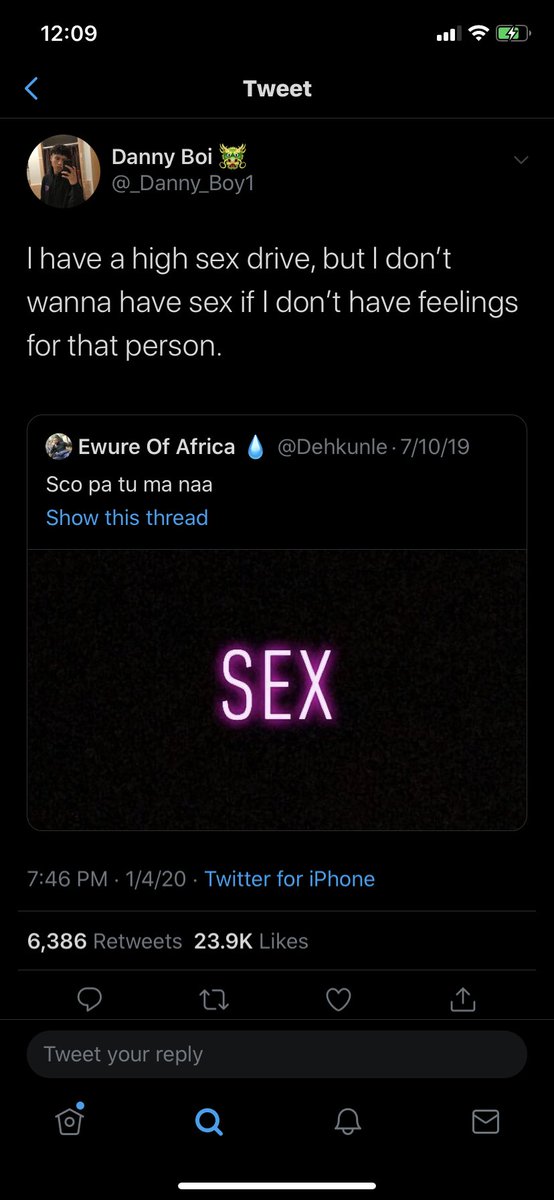 12:09
Tweet
Danny Boi
@_Danny_Boy1
I have a high sex drive, but I don’t
wanna have sex if I don’t have feelings
for that person.
Ewure Of Africa @Dehkunle · 7/10/19
Sco pa tu ma naa
Show this thread
SEX
7:46 PM · 1/4/20 · Twitter for iPhone
6,386 Retweets 23.9K Likes
Tweet your reply